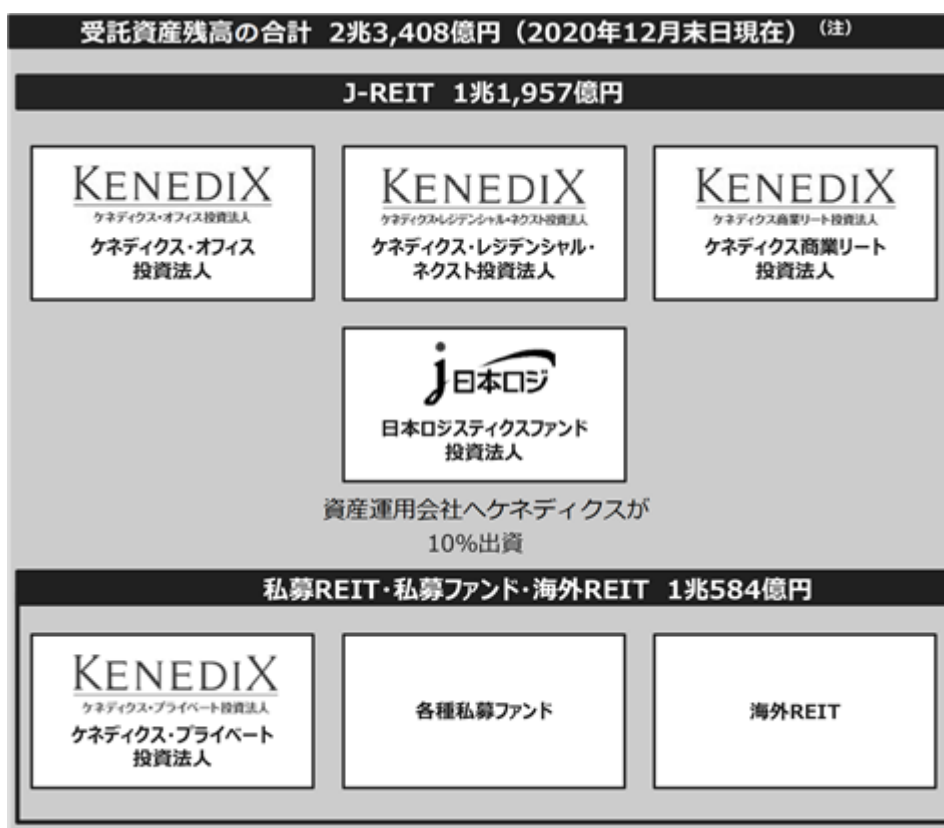 受託資産残高の合計 2兆3,408億円（2020年12月末日現在）（注）
J-REIT 1兆1,957億円
KENEDIX
ケネディクス・オフィス投資法人
ケネディクス・オフィス
投資法人
KENEDIX
ケネディクス・レジデンシャル・ネクスト投資法人
ケネディクス・レジデンシャル・
ネクスト投資法人
KENEDIX
ケネディクス商業リート投資法人
ケネディクス商業リート
投資法人
日本ロジ
日本ロジスティクスファンド
投資法人
資産運用会社へケネディクスが
10%出資
私募REIT・私募ファンド・海外REIT 1兆584億円
KENEDIX
ケネディクス・プライベート投資法人
ケネディクス・プライベート
投資法人
各種私募ファンド
海外REIT